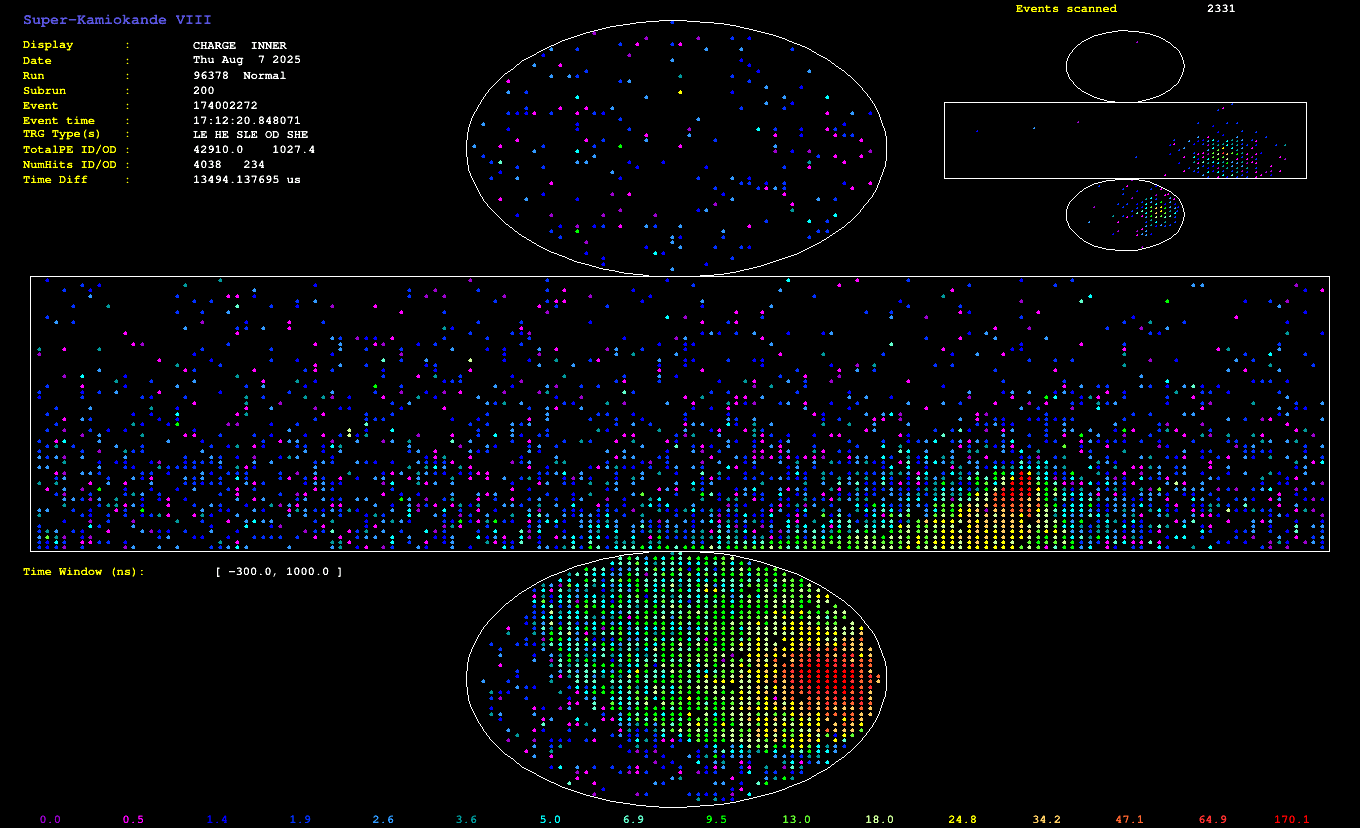 Super-Kamiokande VIII
Events scanned 2331
Display : CHARGE INNER
Date : Thu Aug 7 2025
Run : 96378 Normal
Subrun : 200
Event : 174002272
Event time : 17:12:20.848071
TRG Type(s) : LE HE SLE OD SHE
TotalPE ID/OD : 42910.0 1027.4
NumHits ID/OD : 4038 234
Time Diff : 13494.137695 us
Time Window (ns): [ -300.0, 1000.0 ]
0.0 0.5 1.4 1.9 2.6 3.6 5.0 6.9 9.5 13.0 18.0 24.8 34.2 47.1 64.9 170.1